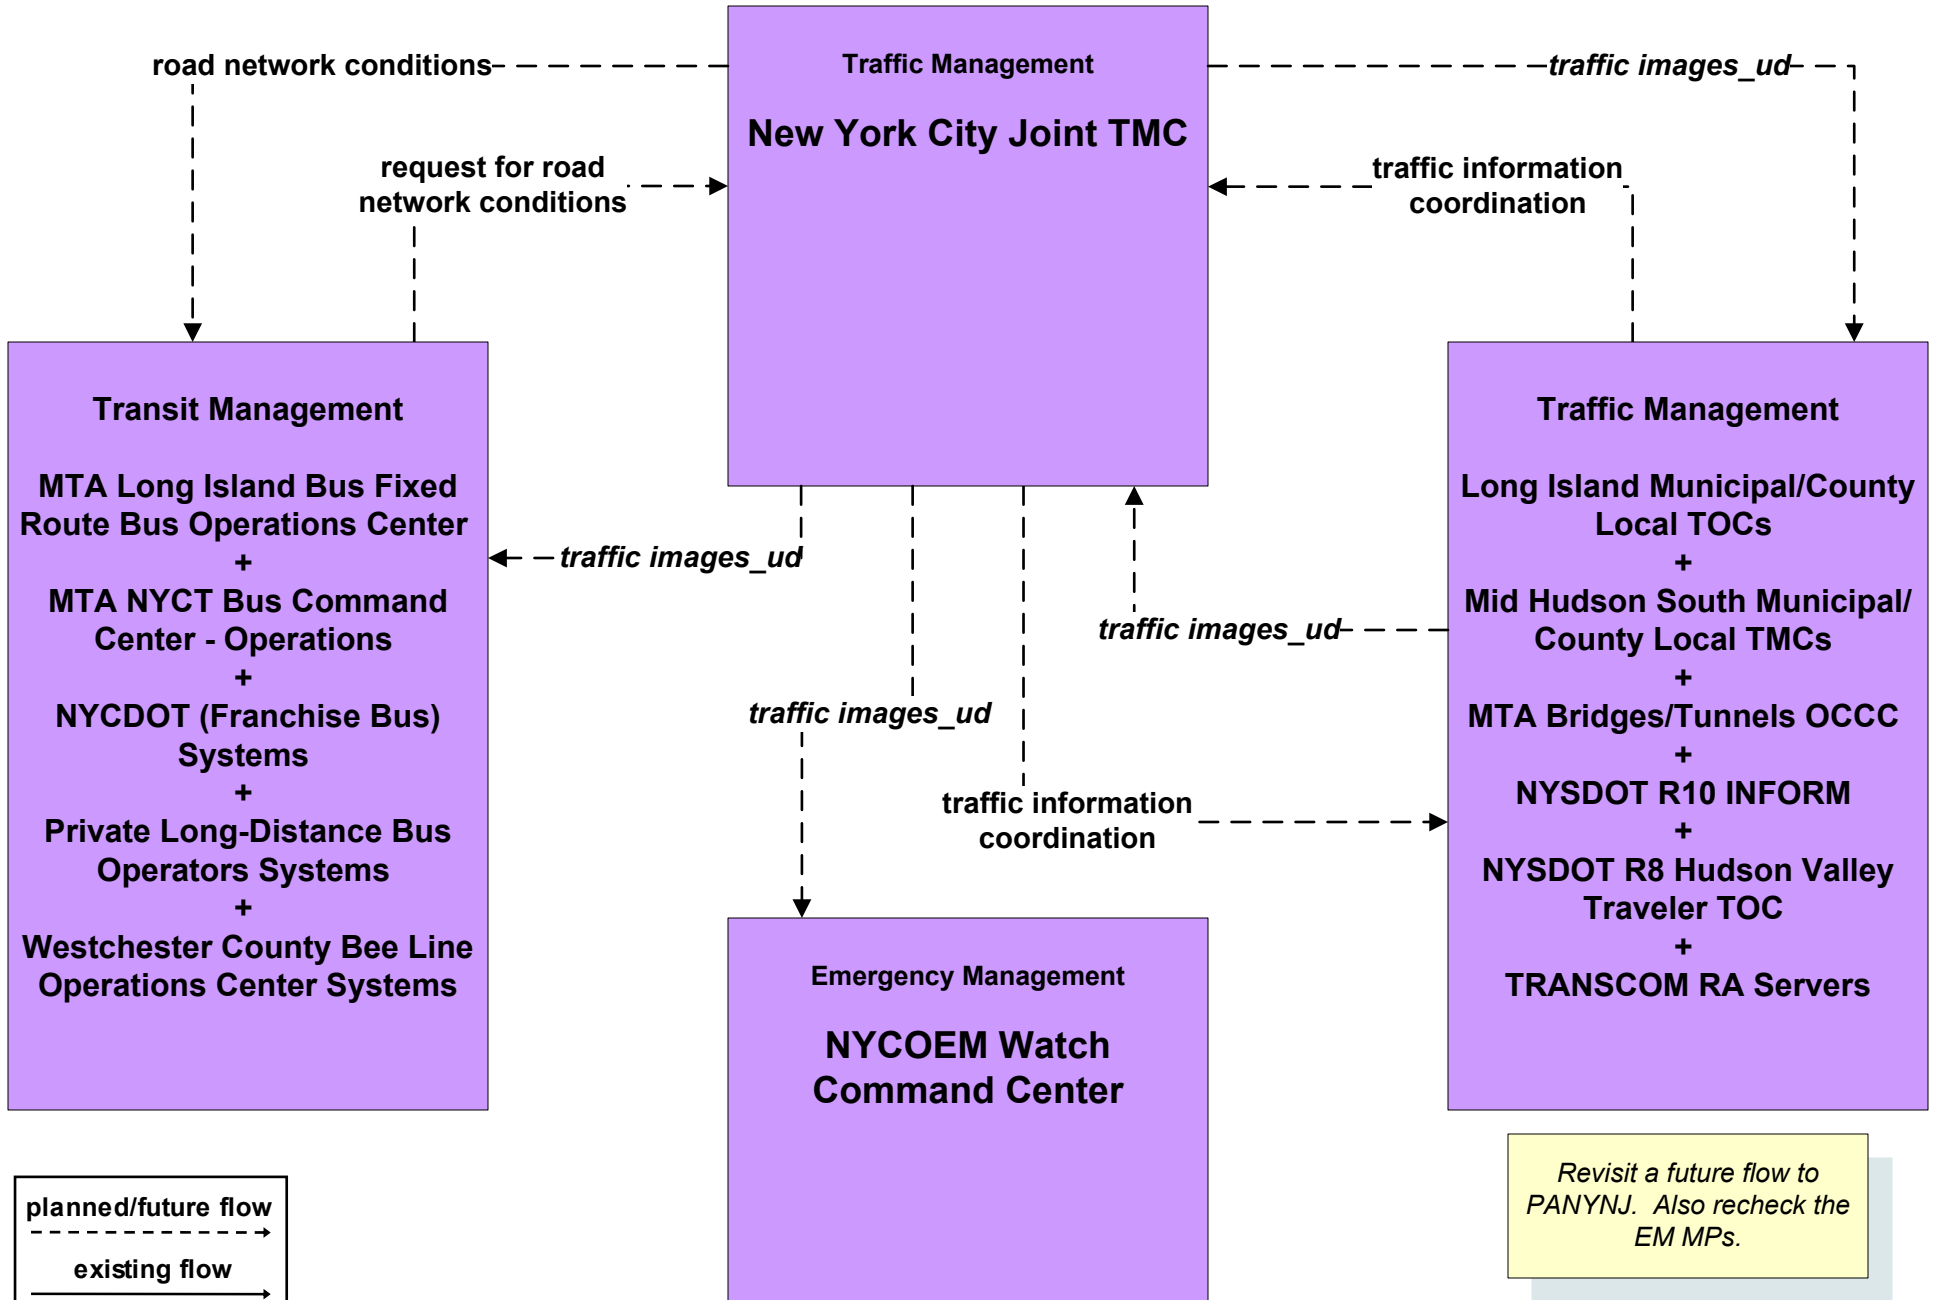 road network conditions
Traffic Management
New York City Joint TMC
traffic images_ud
request for road
network conditions
traffic information
coordination
Transit Management
MTA Long Island Bus Fixed
Route Bus Operations Center
+
MTA NYCT Bus Command
Center - Operations
+
NYCDOT (Franchise Bus)
Systems
+
Private Long-Distance Bus
Operators Systems
+
Westchester County Bee Line
Operations Center Systems
traffic images_ud
traffic images_ud
traffic images_ud
traffic information
coordination
Traffic Management
Long Island Municipal/County
Local TOCs
+
Mid Hudson South Municipal/
County Local TMCs
+
MTA Bridges/Tunnels OCCC
+
NYSDOT R10 INFORM
+
NYSDOT R8 Hudson Valley
Traveler TOC
+
TRANSCOM RA Servers
Emergency Management
NYCOEM Watch
Command Center
planned/future flow
existing flow
Revisit a future flow to
PANYNJ.  Also recheck the
EM MPs.